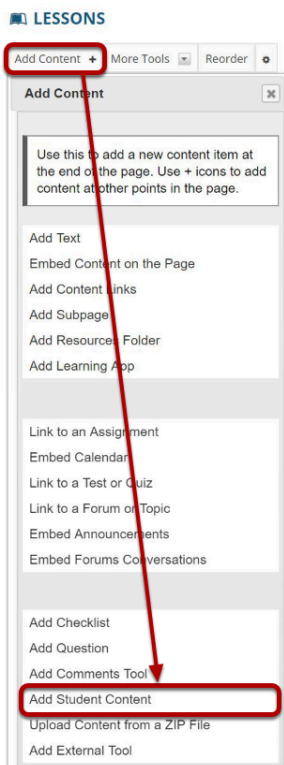 LESSONS
Add Content +
More Tools
Reorder
Add Content
Use this to add a new content item at
the end of the page. Use + icons to add
content at other points in the page.
Add Text
Embed Content on the Page
Add Content Links
Add Subpage
Add Resources Folder
Add Learning App
Link to an Assignment
Embed Calendar
Link to a Test or Quiz
Link to a Forum or Topic
Embed Announcements
Embed Forums Conversations
Add Checklist
Add Question
Add Comments Tool
Add Student Content
Upload Content from a ZIP File
Add External Tool